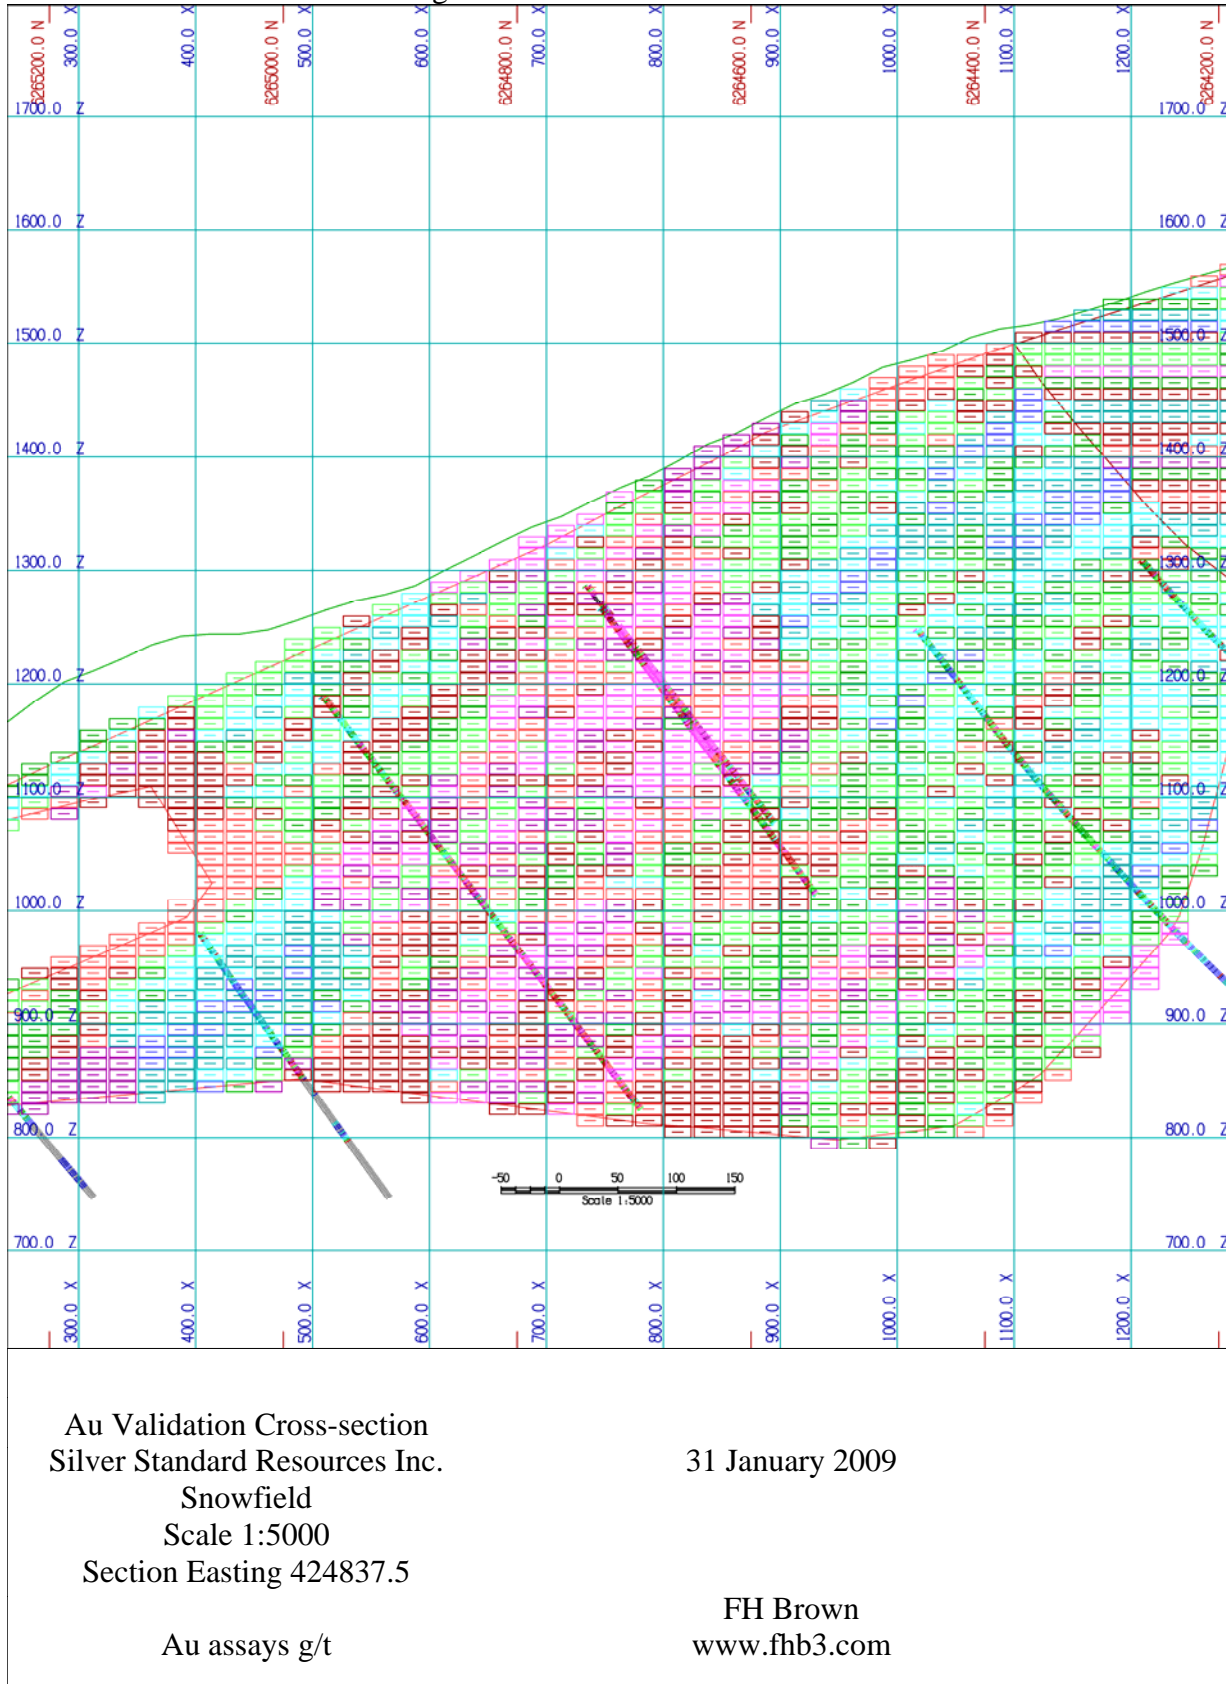 6265200.0 N
300.0 X
400.0 X
6265000.0 N
500.0 X
600.0 X
6264800.0 N
700.0 X
800.0 X
6264600.0 N
900.0 X
1000.0 X
6264400.0 N
1100.0 X
1200.0 X
6264200.0 N
1700.0 Z 1700.0 Z
1600.0 Z 1600.0 Z
1500.0 Z 1500.0 Z
1400.0 Z 1400.0 Z
1300.0 Z 1300.0 Z
1200.0 Z 1200.0 Z
1100.0 Z 1100.0 Z
1000.0 Z 1000.0 Z
900.0 Z 900.0 Z
800.0 Z 800.0 Z
-50 0 50 100 150
Scale 1:5000
700.0 Z 700.0 Z
300.0 X
400.0 X
500.0 X
600.0 X
700.0 X
800.0 X
900.0 X
1000.0 X
1100.0 X
1200.0 X
Au Validation Cross-section
Silver Standard Resources Inc.
31 January 2009
Snowfield
Scale 1:5000
Section Easting 424837.5
FH Brown
Au assays g/t
www.fhb3.com